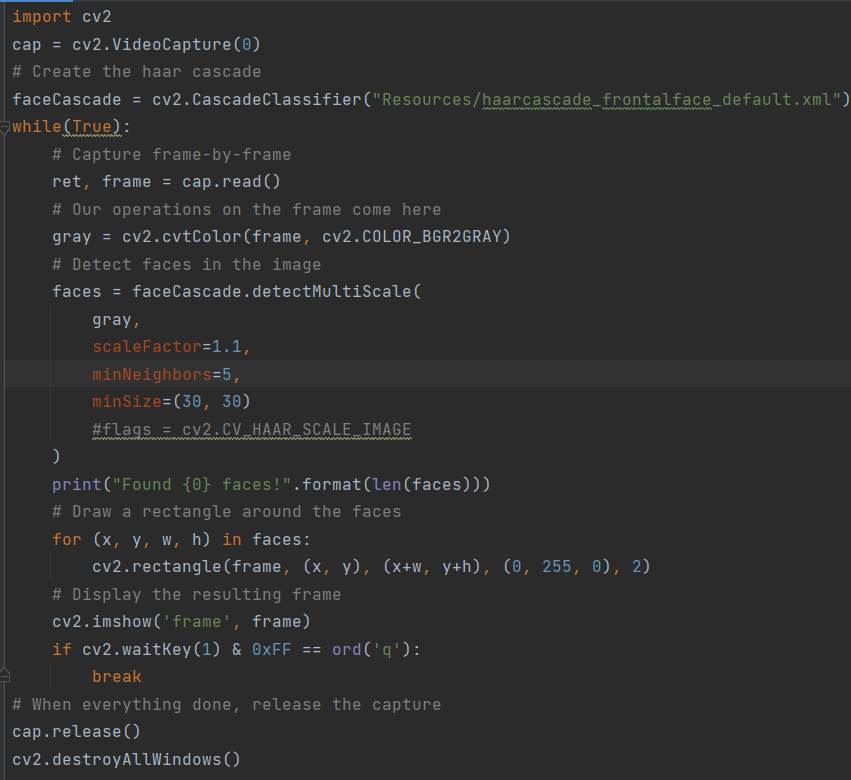 import cv2
cap = cv2.VideoCapture(0)
# Create the haar cascade
faceCascade = cv2.CascadeClassifier("Resources/haarcascade_frontalface_default.xml")
while(True):
    # Capture frame-by-frame
    ret, frame = cap.read()
    # Our operations on the frame come here
    gray = cv2.cvtColor(frame, cv2.COLOR_BGR2GRAY)
    # Detect faces in the image
    faces = faceCascade.detectMultiScale(
        gray,
        scaleFactor=1.1,
        minNeighbors=5,
        minSize=(30, 30)
        #flags = cv2.CV_HAAR_SCALE_IMAGE
    )
    print("Found {0} faces!".format(len(faces)))
    # Draw a rectangle around the faces
    for (x, y, w, h) in faces:
        cv2.rectangle(frame, (x, y), (x+w, y+h), (0, 255, 0), 2)
    # Display the resulting frame
    cv2.imshow('frame', frame)
    if cv2.waitKey(1) & 0xFF == ord('q'):
        break
# When everything done, release the capture
cap.release()
cv2.destroyAllWindows()